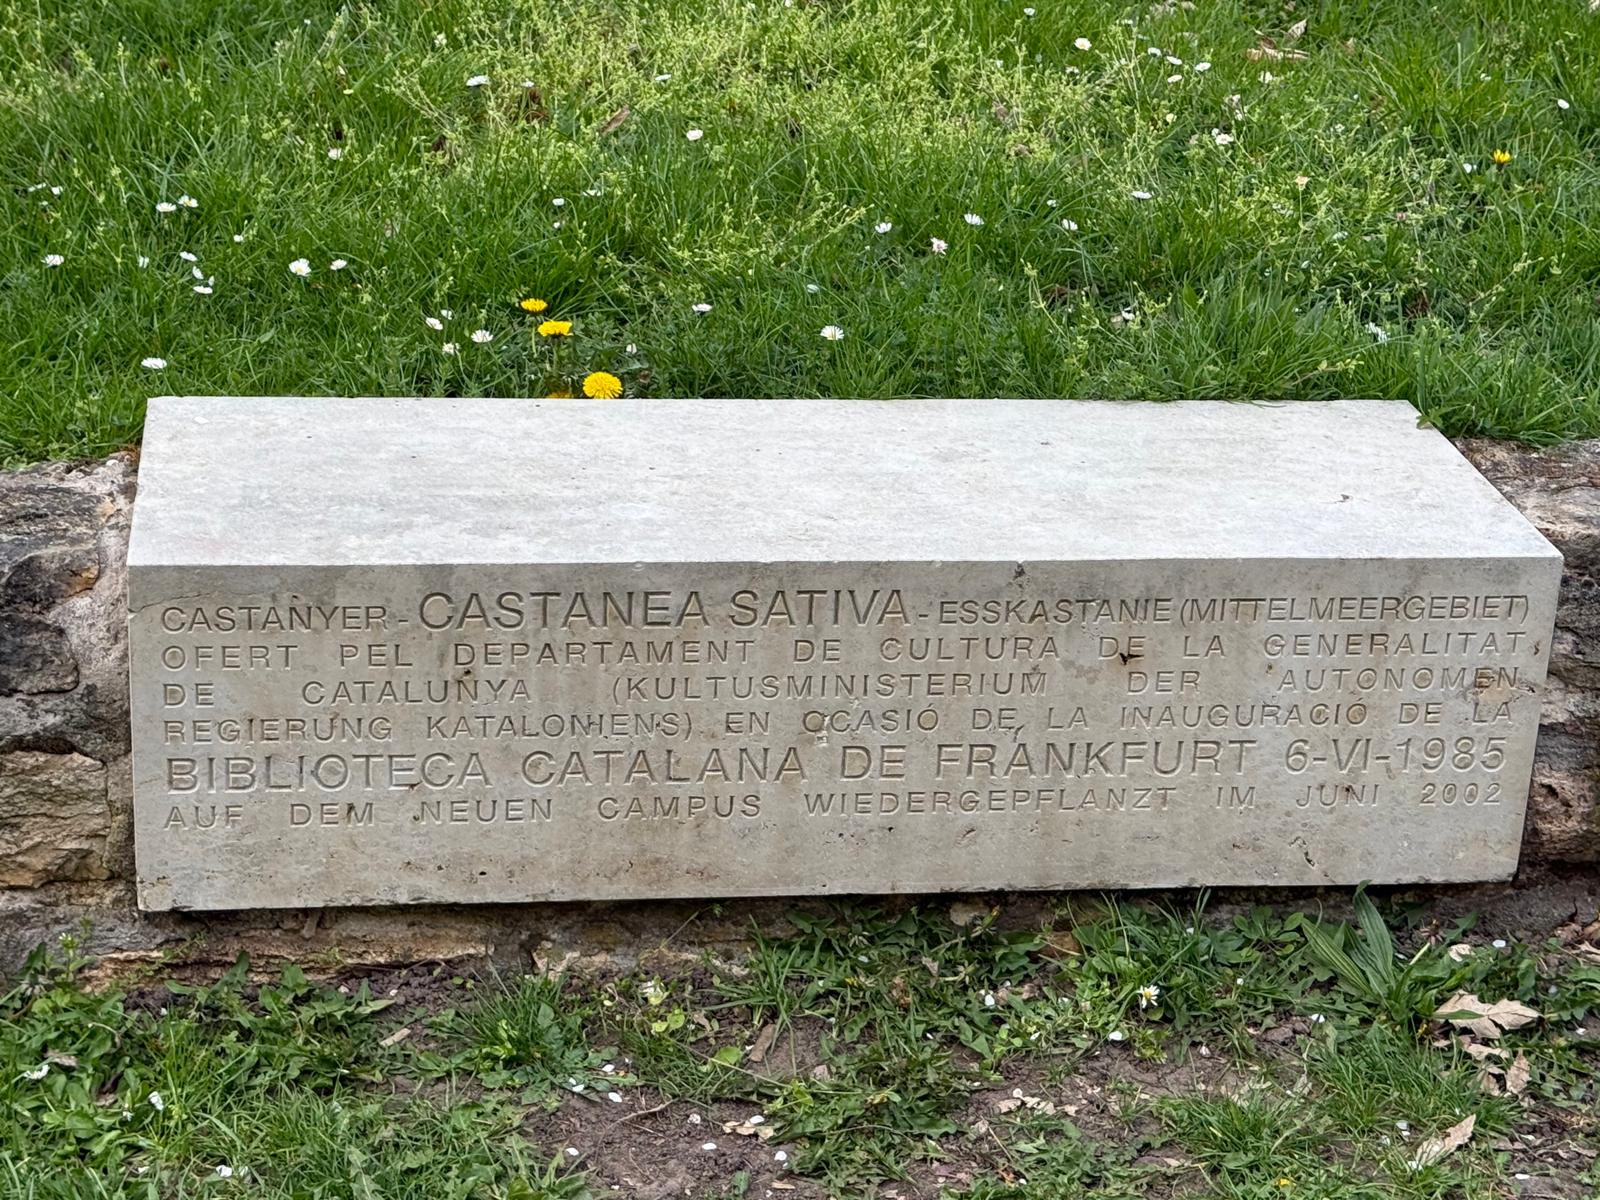 CASTANYER - CASTANEA SATIVA - ESSKASTANIE (MITTELMEERGEBIET)
OFERT PEL DEPARTAMENT DE CULTURA DE LA GENERALITAT
DE CATALUNYA (KULTUSMINISTERIUM DER AUTONOMEN
REGIERUNG KATALONIENS) EN OCASIÓ DE LA INAUGURACIÓ DE LA
BIBLIOTECA CATALANA DE FRANKFURT 6-VI-1985
AUF DEM NEUEN CAMPUS WIEDERGEPFLANZT IM JUNI 2002